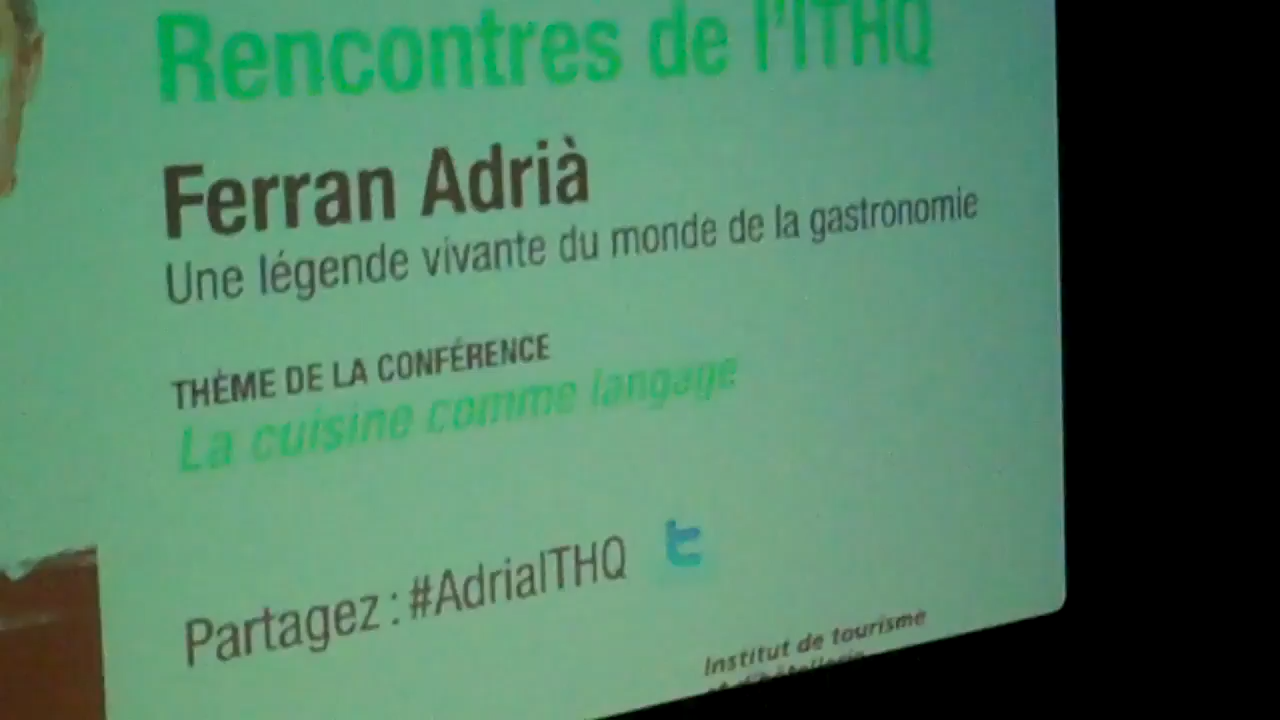 Rencontres de l'ITHQ
Ferran Adrià
Une légende vivante du monde de la gastronomie
THÈME DE LA CONFÉRENCE
La cuisine comme langage
Partagez : #AdriaITHQ
Institut de tourisme